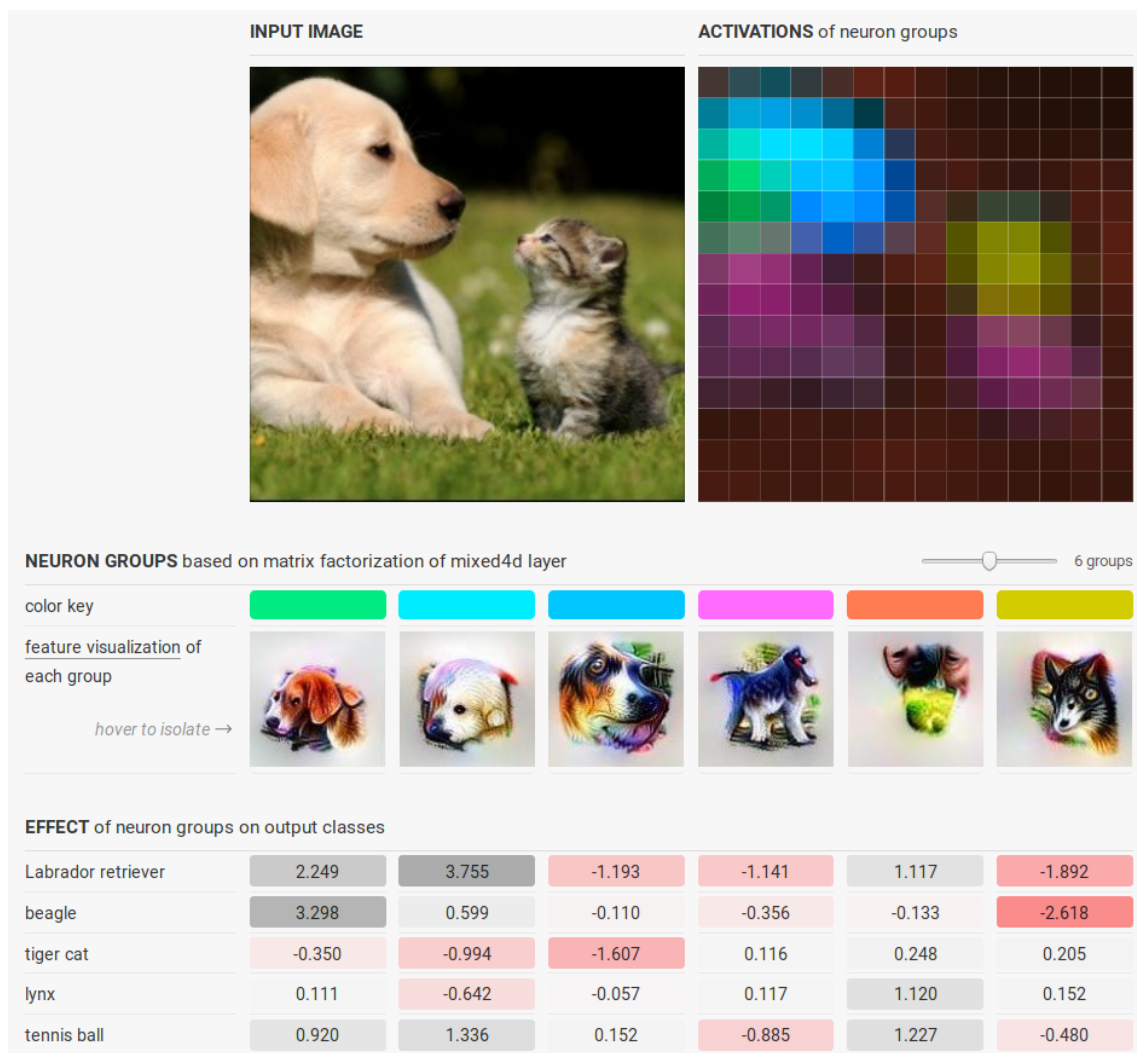 INPUT IMAGE
ACTIVATIONS of neuron groups
NEURON GROUPS based on matrix factorization of mixed4d layer
6 groups
color key
feature visualization of
each group
hover to isolate →
EFFECT of neuron groups on output classes
Labrador retriever 2.249 3.755 -1.193 -1.141 1.117 -1.892
beagle 3.298 0.599 -0.110 -0.356 -0.133 -2.618
tiger cat -0.350 -0.994 -1.607 0.116 0.248 0.205
lynx 0.111 -0.642 -0.057 0.117 1.120 0.152
tennis ball 0.920 1.336 0.152 -0.885 1.227 -0.480